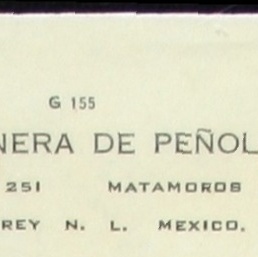 G 155
NERA DE PEÑOL
251 MATAMOROS
REY N. L. MEXICO.